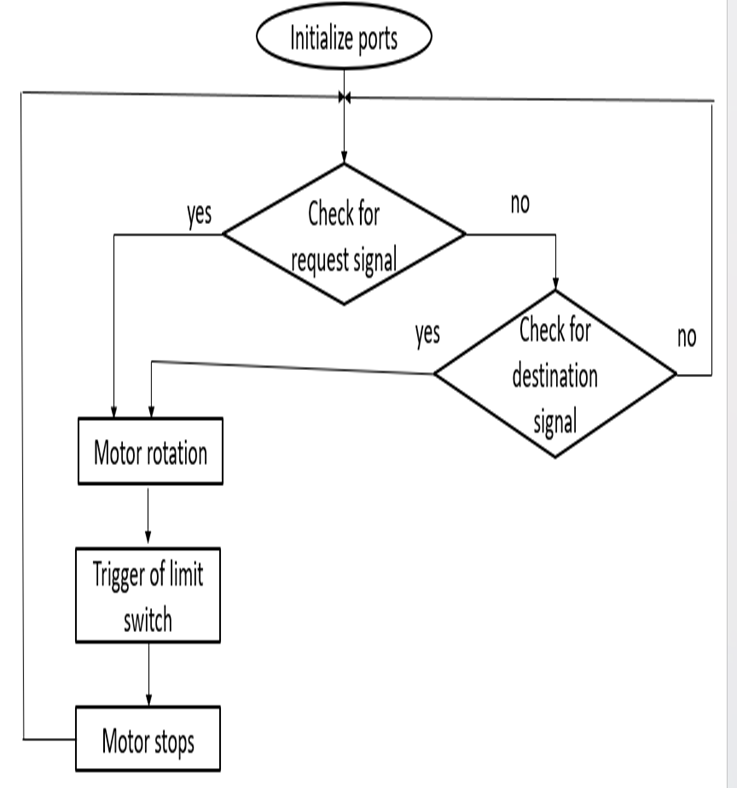 Initialize ports
yes
Check for
request signal
no
yes
Check for
destination
signal
no
Motor rotation
Trigger of limit
switch
Motor stops